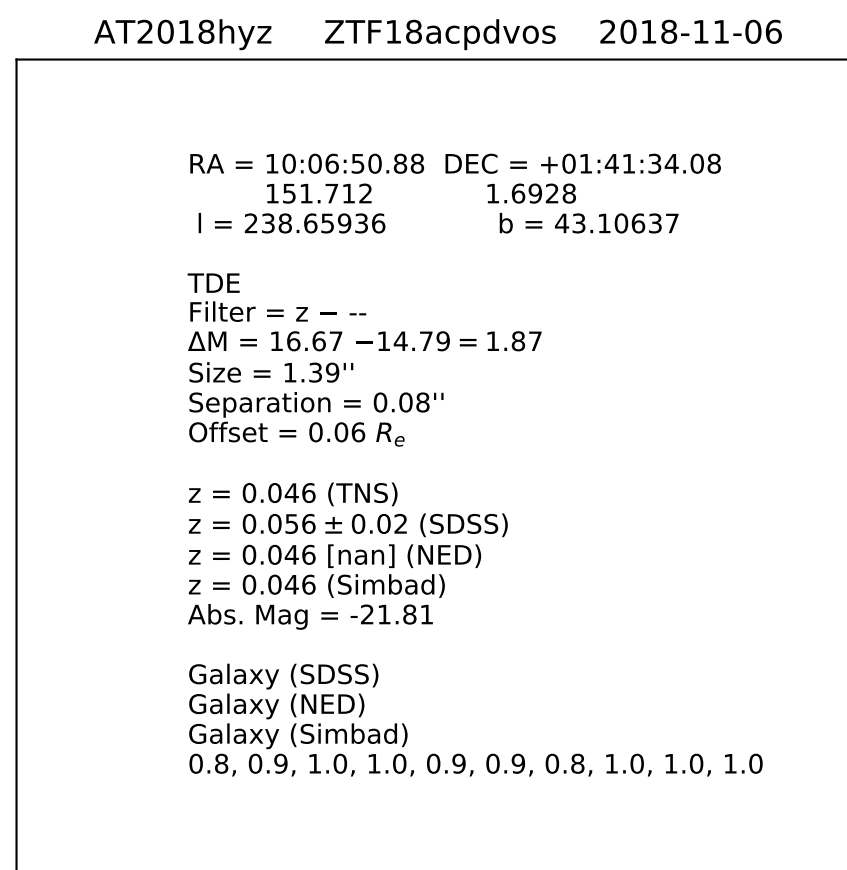 AT2018hyz ZTF18acpdvos 2018-11-06
RA = 10:06:50.88 DEC = +01:41:34.08
151.712 1.6928
l = 238.65936 b = 43.10637
TDE
Filter = z − --
ΔM = 16.67 −14.79 = 1.87
Size = 1.39''
Separation = 0.08''
Offset = 0.06 Re
z = 0.046 (TNS)
z = 0.056 ± 0.02 (SDSS)
z = 0.046 [nan] (NED)
z = 0.046 (Simbad)
Abs. Mag = -21.81
Galaxy (SDSS)
Galaxy (NED)
Galaxy (Simbad)
0.8, 0.9, 1.0, 1.0, 0.9, 0.9, 0.8, 1.0, 1.0, 1.0